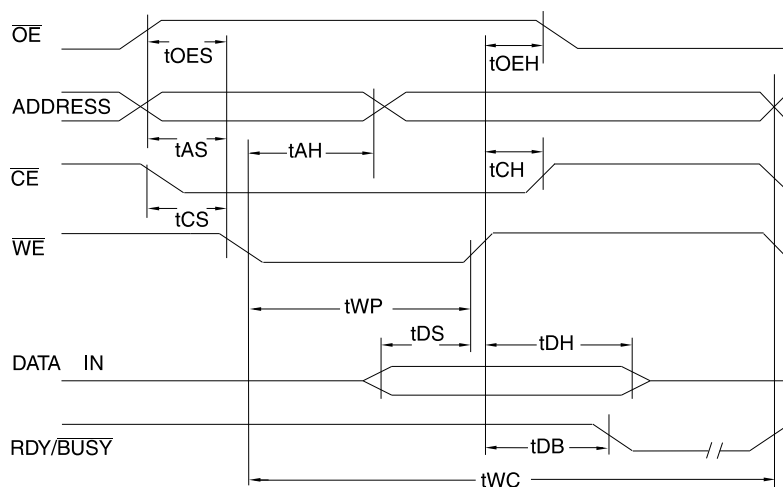 OE
tOES
tOEH
ADDRESS
tAS
tAH
tCH
CE
tCS
WE
tWP
tDS
tDH
DATA IN
RDY/BUSY
tDB
tWC